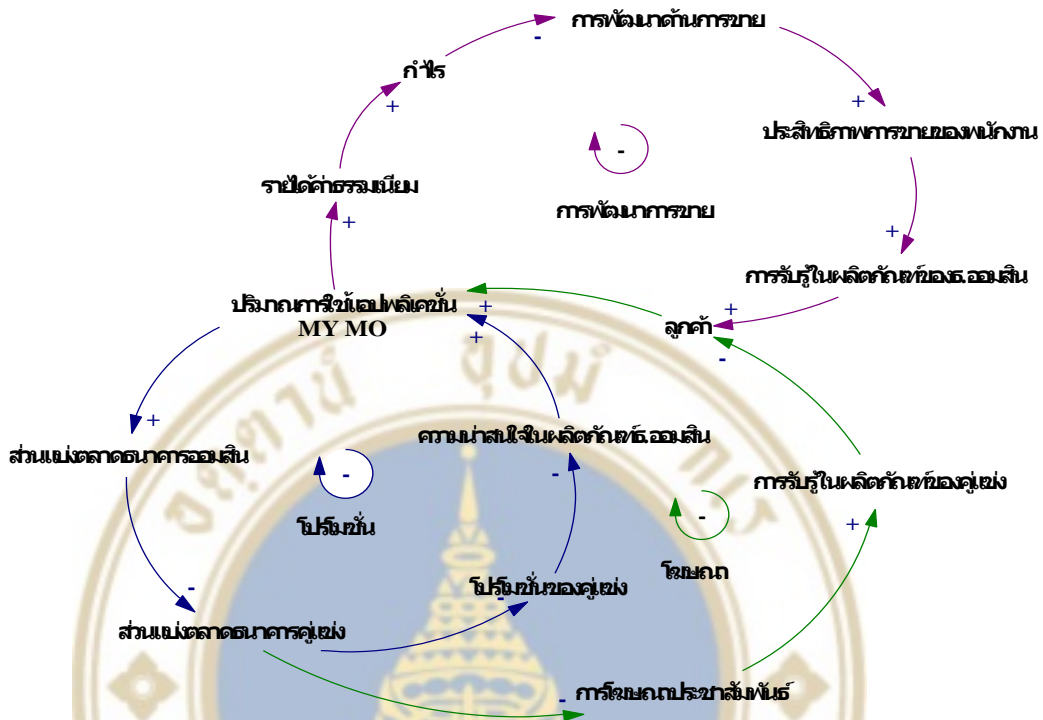 การพัฒนาด้านการขาย
-
กำไร
+
+
ประสิทธิภาพการขายของพนักงาน
-
รายได้ค่าธรรมเนียม
การพัฒนาการขาย
+
+
การรับรู้ในผลิตภัณฑ์ของธ.ออมสิน
ปริมาณการใช้แอปพลิเคชั่น
MY MO
+
+
ลูกค้า
+
-
อตฺตานํ อุปมํ กเร
+
ความน่าสนใจในผลิตภัณฑ์ธ.ออมสิน
ส่วนแบ่งตลาดธนาคารออมสิน
-
-
การรับรู้ในผลิตภัณฑ์ของคู่แข่ง
-
+
โปรโมชั่น
โฆษณา
-
โปรโมชั่นของคู่แข่ง
-
ส่วนแบ่งตลาดธนาคารคู่แข่ง
-
การโฆษณาประชาสัมพันธ์